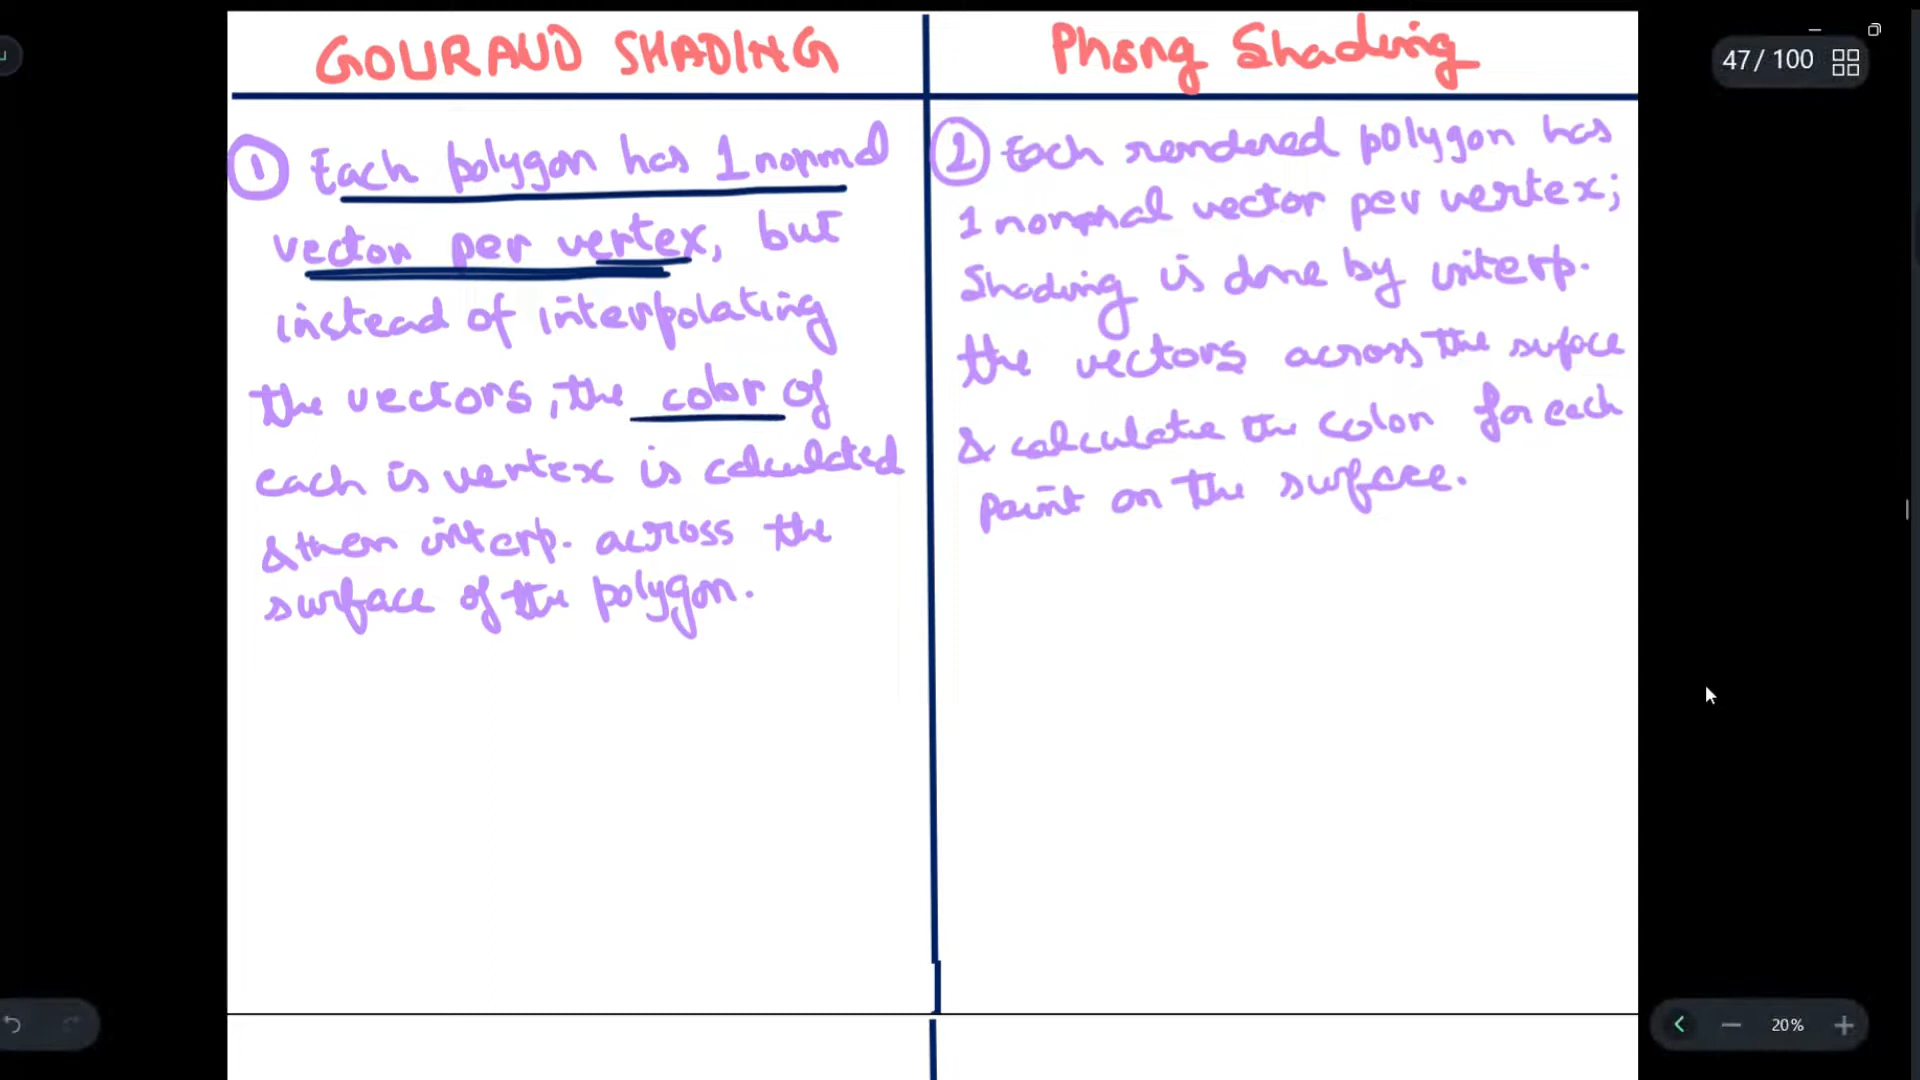 GOURAUD SHADING
Phong Shading
47 / 100
① Each polygon has 1 normal
vector per vertex, but
instead of interpolating
the vectors, the color of
each is vertex is calculated
& then interp. across the
surface of the polygon.
② Each rendered polygon has
1 normal vector per vertex;
Shading is done by interp.
the vectors across the surface
& calculate the color for each
point on the surface.
20%